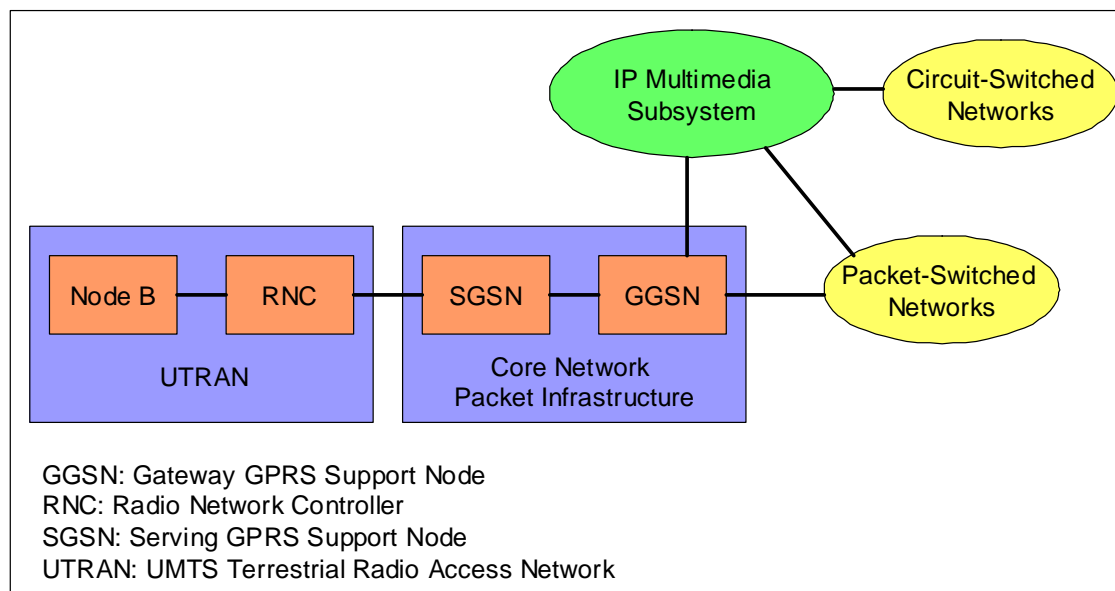 IP Multimedia
Subsystem
Circuit-Switched
Networks
Node B
RNC
SGSN
GGSN
Packet-Switched
Networks
UTRAN
Core Network
Packet Infrastructure
GGSN: Gateway GPRS Support Node
RNC: Radio Network Controller
SGSN: Serving GPRS Support Node
UTRAN: UMTS Terrestrial Radio Access Network